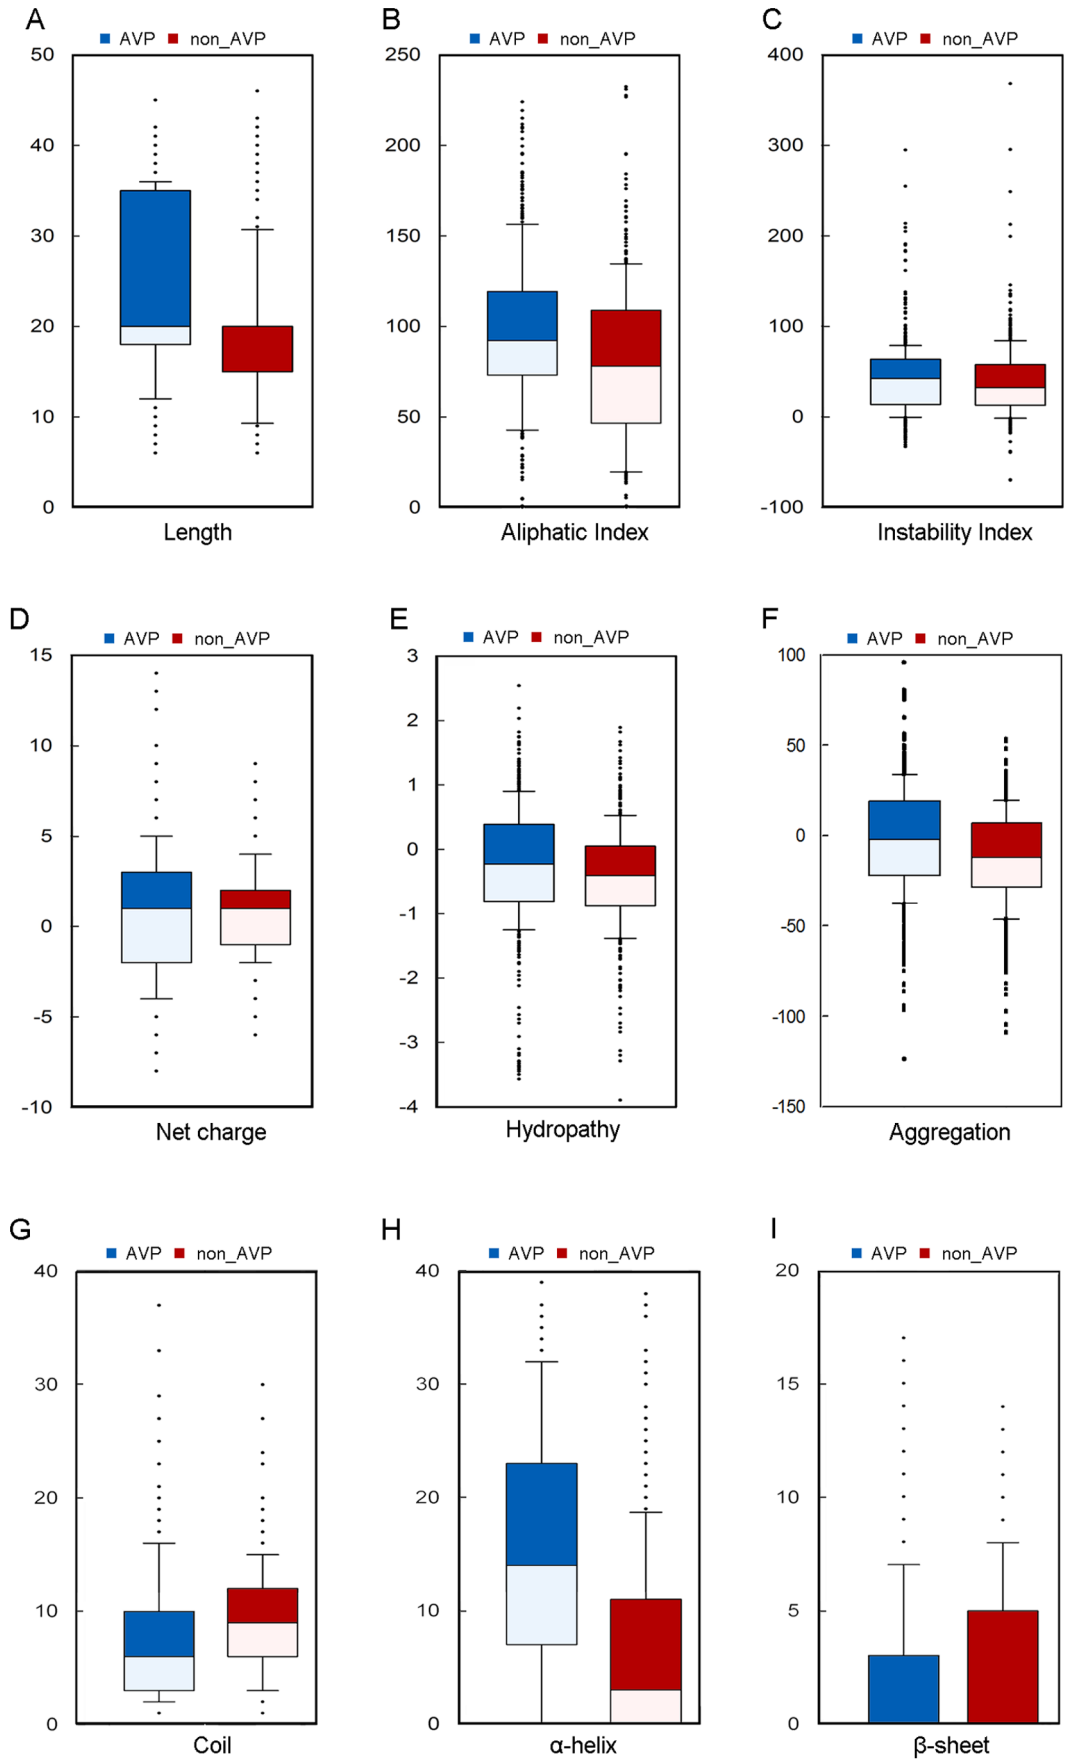 A
AVP non_AVP
50
40
30
20
10
0
Length
B
AVP non_AVP
250
200
150
100
50
0
Aliphatic Index
C
AVP non_AVP
400
300
200
100
0
-100
Instability Index
D
AVP non_AVP
15
10
5
0
-5
-10
Net charge
E
AVP non_AVP
3
2
1
0
-1
-2
-3
-4
Hydropathy
F
AVP non_AVP
100
50
0
-50
-100
-150
Aggregation
G
AVP non_AVP
40
30
20
10
0
Coil
H
AVP non_AVP
40
30
20
10
0
α-helix
I
AVP non_AVP
20
15
10
5
0
β-sheet